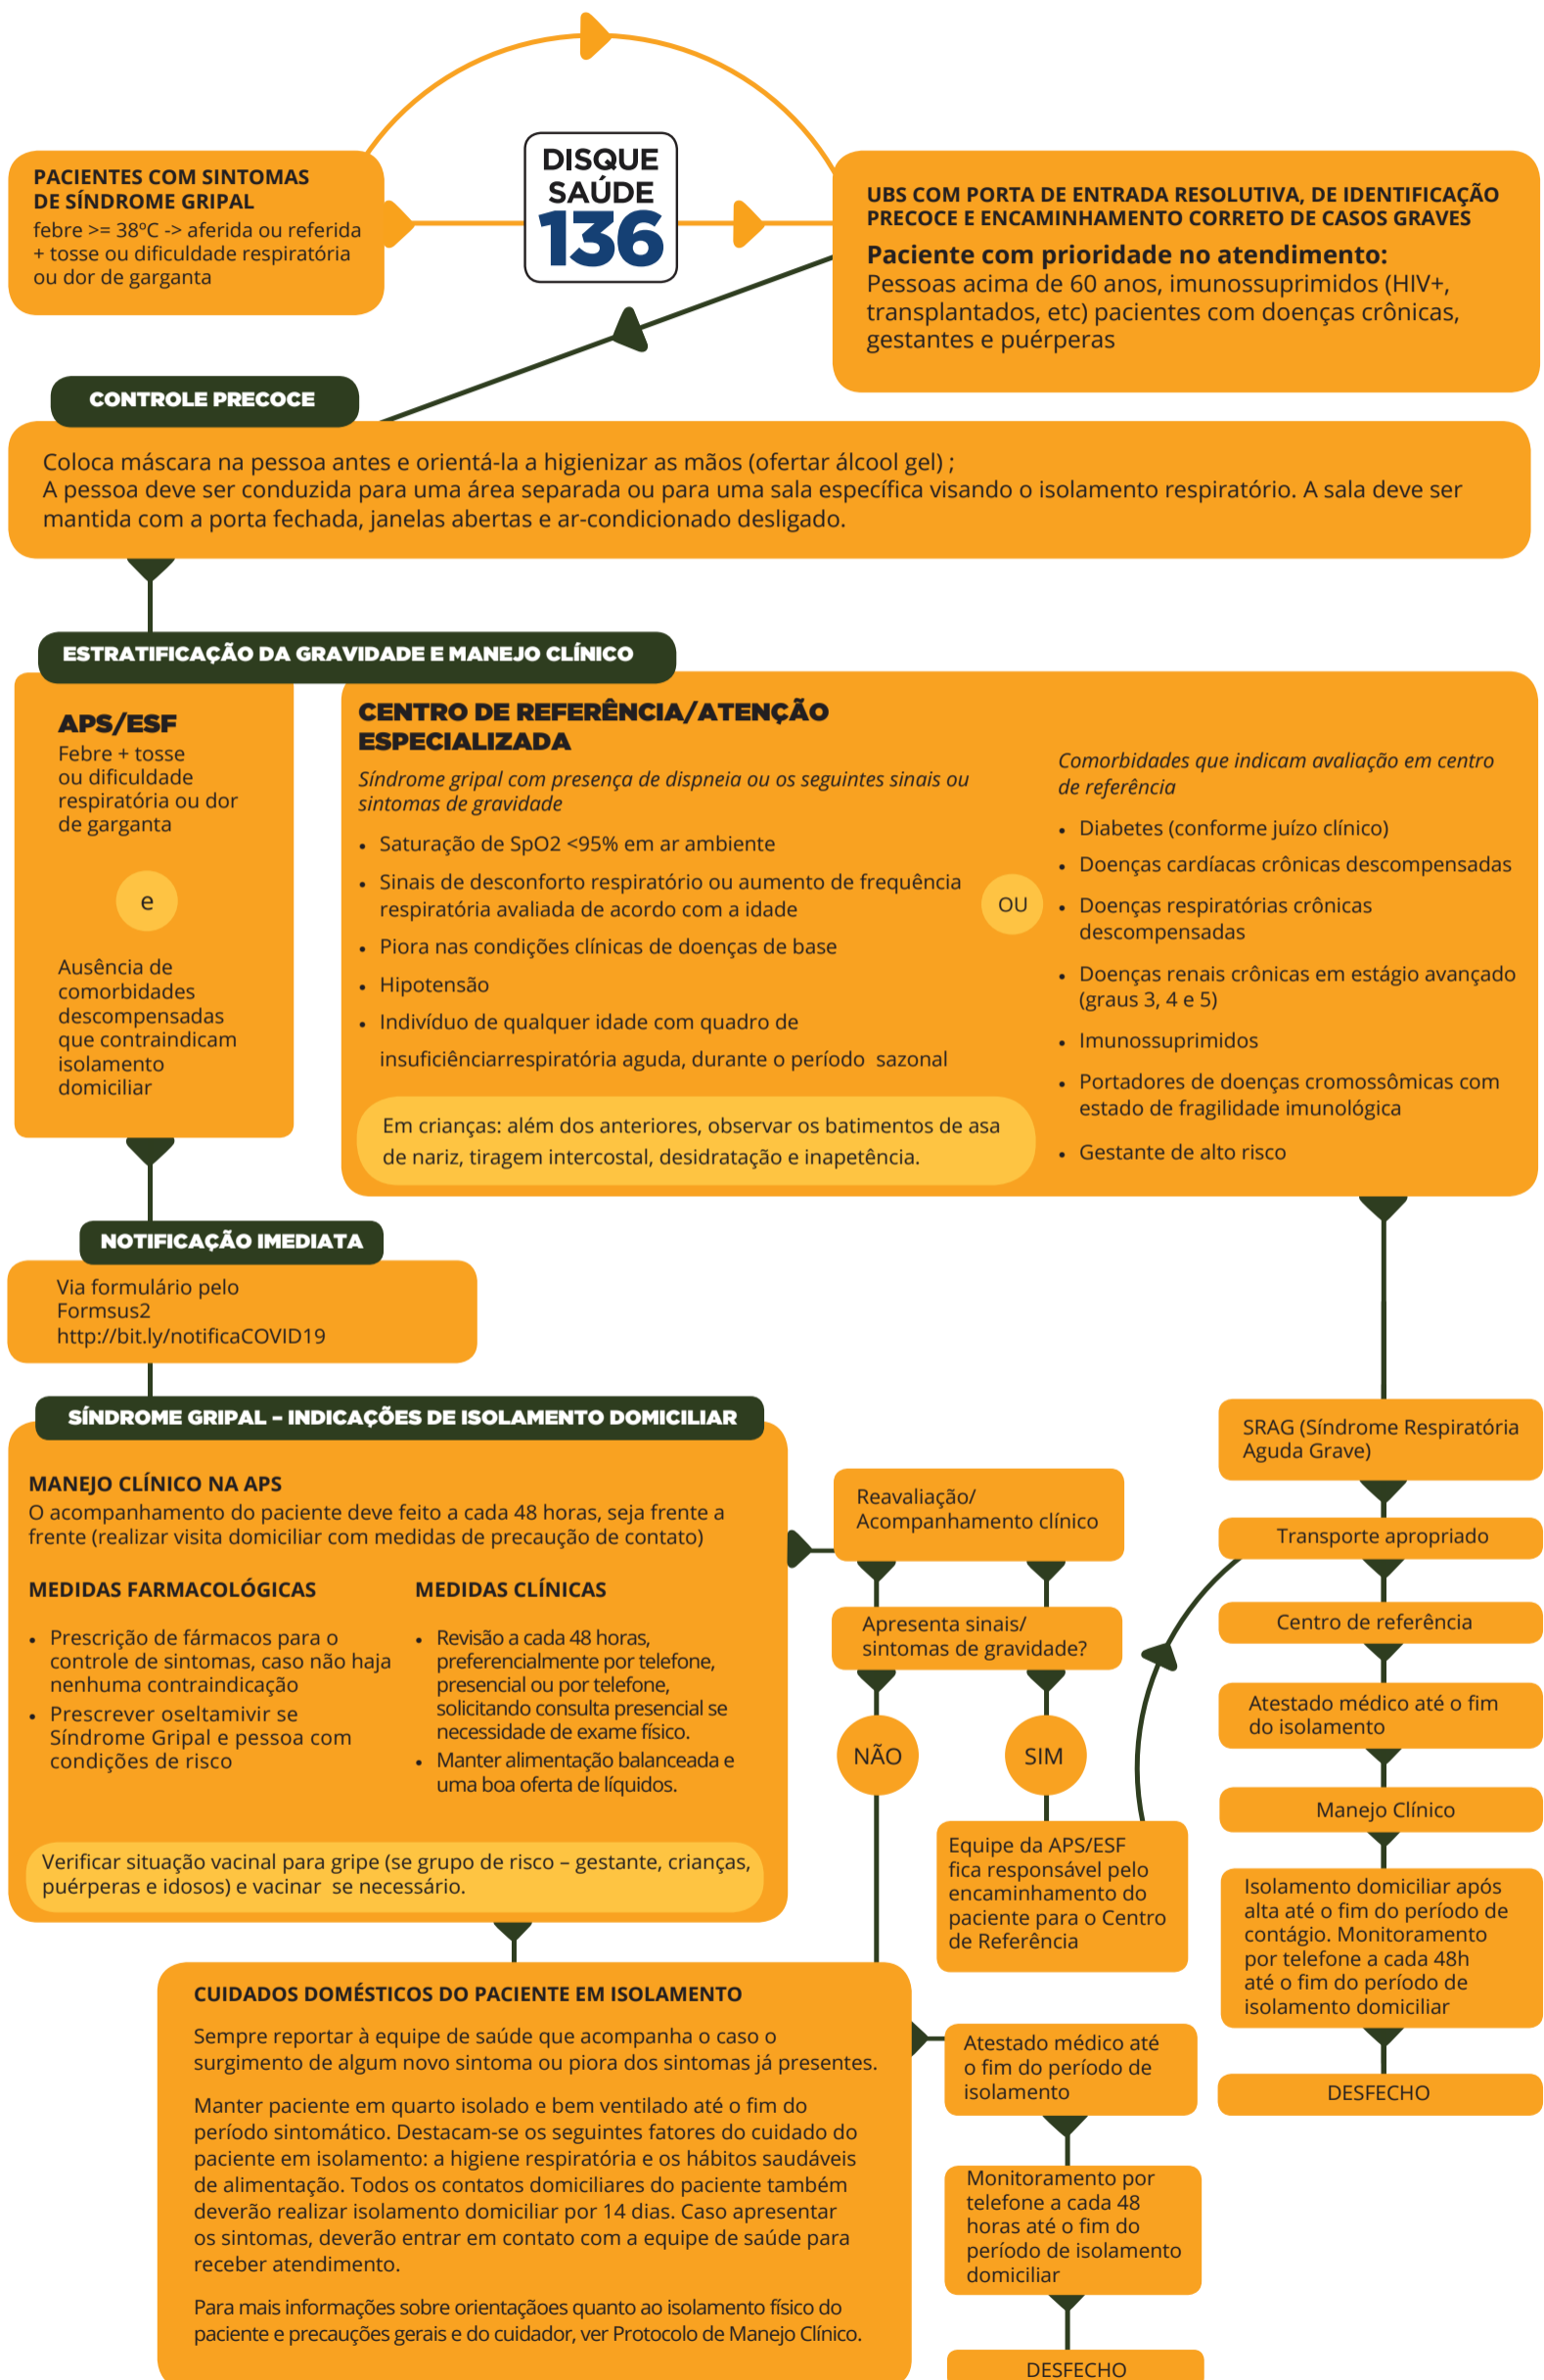 PACIENTES COM SINTOMAS
DE SÍNDROME GRIPAL
febre >= 38ºC -> aferida ou referida
+ tosse ou dificuldade respiratória
ou dor de garganta
DISQUE
SAÚDE
136
UBS COM PORTA DE ENTRADA RESOLUTIVA, DE IDENTIFICAÇÃO
PRECOCE E ENCAMINHAMENTO CORRETO DE CASOS GRAVES
Paciente com prioridade no atendimento:
Pessoas acima de 60 anos, imunossuprimidos (HIV+,
transplantados, etc) pacientes com doenças crônicas,
gestantes e puérperas
CONTROLE PRECOCE
Coloca máscara na pessoa antes e orientá-la a higienizar as mãos (ofertar álcool gel) ;
A pessoa deve ser conduzida para uma área separada ou para uma sala específica visando o isolamento respiratório. A sala deve ser
mantida com a porta fechada, janelas abertas e ar-condicionado desligado.
ESTRATIFICAÇÃO DA GRAVIDADE E MANEJO CLÍNICO
APS/ESF
Febre + tosse
ou dificuldade
respiratória ou dor
de garganta
e
Ausência de
comorbidades
descompensadas
que contraindicam
isolamento
domiciliar
CENTRO DE REFERÊNCIA/ATENÇÃO
ESPECIALIZADA
Síndrome gripal com presença de dispneia ou os seguintes sinais ou
sintomas de gravidade
• Saturação de SpO2 <95% em ar ambiente
• Sinais de desconforto respiratório ou aumento de frequência
respiratória avaliada de acordo com a idade
• Piora nas condições clínicas de doenças de base
• Hipotensão
• Indivíduo de qualquer idade com quadro de
insuficiênciarrespiratória aguda, durante o período  sazonal
Em crianças: além dos anteriores, observar os batimentos de asa
de nariz, tiragem intercostal, desidratação e inapetência.
OU
Comorbidades que indicam avaliação em centro
de referência
• Diabetes (conforme juízo clínico)
• Doenças cardíacas crônicas descompensadas
• Doenças respiratórias crônicas
descompensadas
• Doenças renais crônicas em estágio avançado
(graus 3, 4 e 5)
• Imunossuprimidos
• Portadores de doenças cromossômicas com
estado de fragilidade imunológica
• Gestante de alto risco
NOTIFICAÇÃO IMEDIATA
Via formulário pelo
Formsus2
http://bit.ly/notificaCOVID19
SÍNDROME GRIPAL – INDICAÇÕES DE ISOLAMENTO DOMICILIAR
MANEJO CLÍNICO NA APS
O acompanhamento do paciente deve feito a cada 48 horas, seja frente a
frente (realizar visita domiciliar com medidas de precaução de contato)
MEDIDAS FARMACOLÓGICAS
• Prescrição de fármacos para o
controle de sintomas, caso não haja
nenhuma contraindicação
• Prescrever oseltamivir se
Síndrome Gripal e pessoa com
condições de risco
MEDIDAS CLÍNICAS
• Revisão a cada 48 horas,
preferencialmente por telefone,
presencial ou por telefone,
solicitando consulta presencial se
necessidade de exame físico.
• Manter alimentação balanceada e
uma boa oferta de líquidos.
Verificar situação vacinal para gripe (se grupo de risco – gestante, crianças,
puérperas e idosos) e vacinar  se necessário.
Reavaliação/
Acompanhamento clínico
Apresenta sinais/
sintomas de gravidade?
NÃO
SIM
Equipe da APS/ESF
fica responsável pelo
encaminhamento do
paciente para o Centro
de Referência
SRAG (Síndrome Respiratória
Aguda Grave)
Transporte apropriado
Centro de referência
Atestado médico até o fim
do isolamento
Manejo Clínico
Isolamento domiciliar após
alta até o fim do período de
contágio. Monitoramento
por telefone a cada 48h
até o fim do período de
isolamento domiciliar
DESFECHO
CUIDADOS DOMÉSTICOS DO PACIENTE EM ISOLAMENTO
Sempre reportar à equipe de saúde que acompanha o caso o
surgimento de algum novo sintoma ou piora dos sintomas já presentes.
Manter paciente em quarto isolado e bem ventilado até o fim do
período sintomático. Destacam-se os seguintes fatores do cuidado do
paciente em isolamento: a higiene respiratória e os hábitos saudáveis
de alimentação. Todos os contatos domiciliares do paciente também
deverão realizar isolamento domiciliar por 14 dias. Caso apresentar
os sintomas, deverão entrar em contato com a equipe de saúde para
receber atendimento.
Para mais informações sobre orientaçãoes quanto ao isolamento físico do
paciente e precauções gerais e do cuidador, ver Protocolo de Manejo Clínico.
Atestado médico até
o fim do período de
isolamento
Monitoramento por
telefone a cada 48
horas até o fim do
período de isolamento
domiciliar
DESFECHO